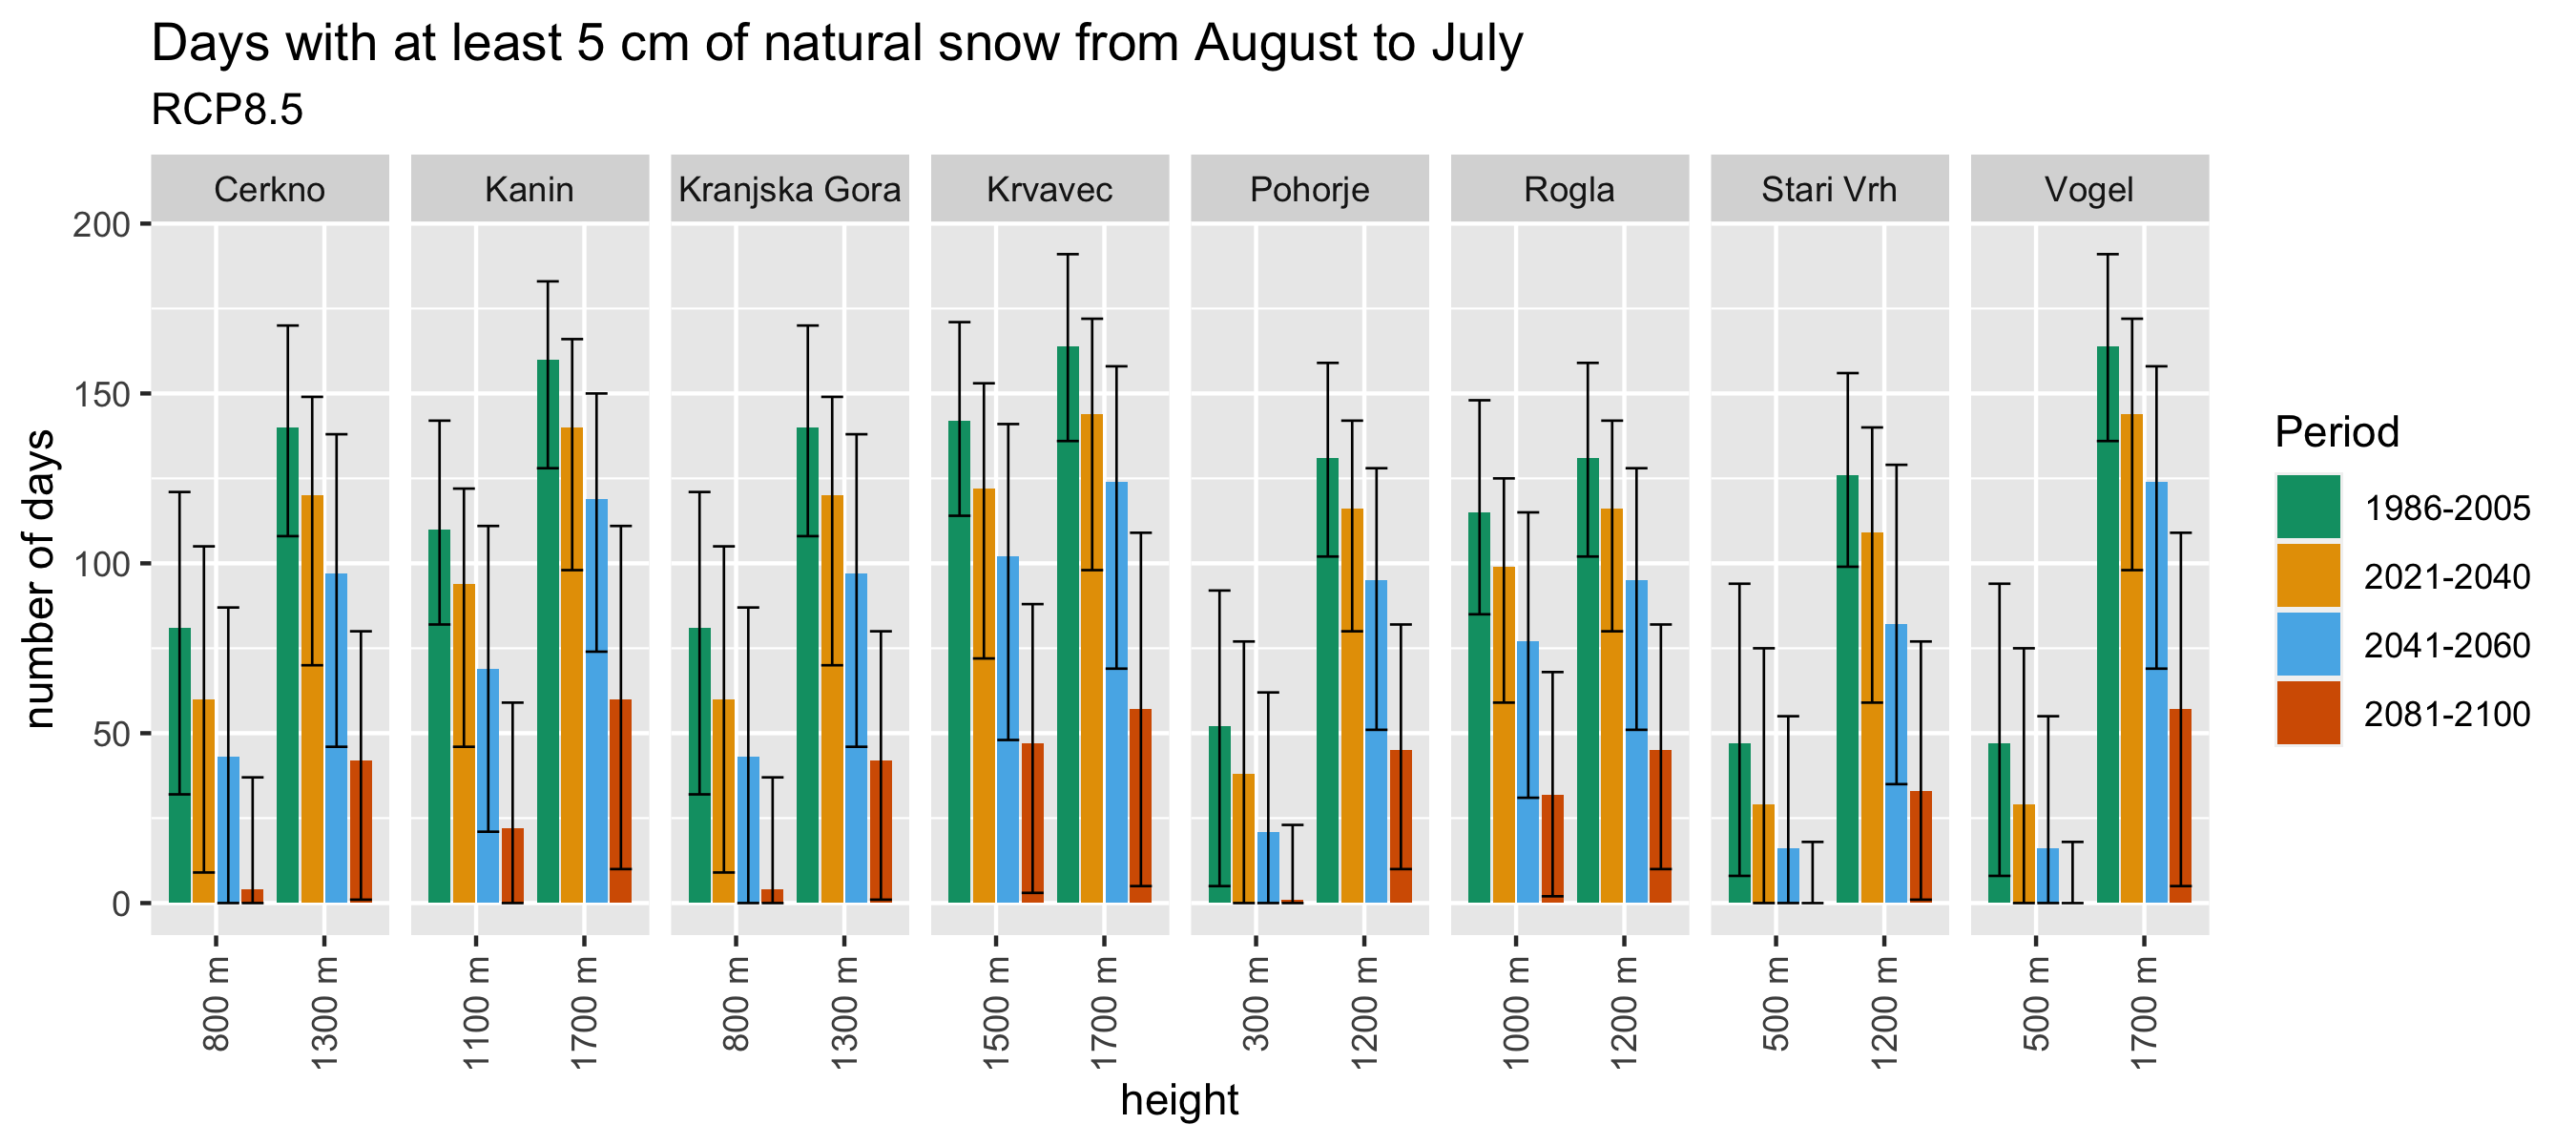 Days with at least 5 cm of natural snow from August to July
RCP8.5
Cerkno Kanin Kranjska Gora Krvavec Pohorje Rogla Stari Vrh Vogel
200
150
100
50
0
number of days
800 m 1300 m 1100 m 1700 m 800 m 1300 m 1500 m 1700 m 300 m 1200 m 1000 m 1200 m 500 m 1200 m 500 m 1700 m
height
Period
1986-2005
2021-2040
2041-2060
2081-2100